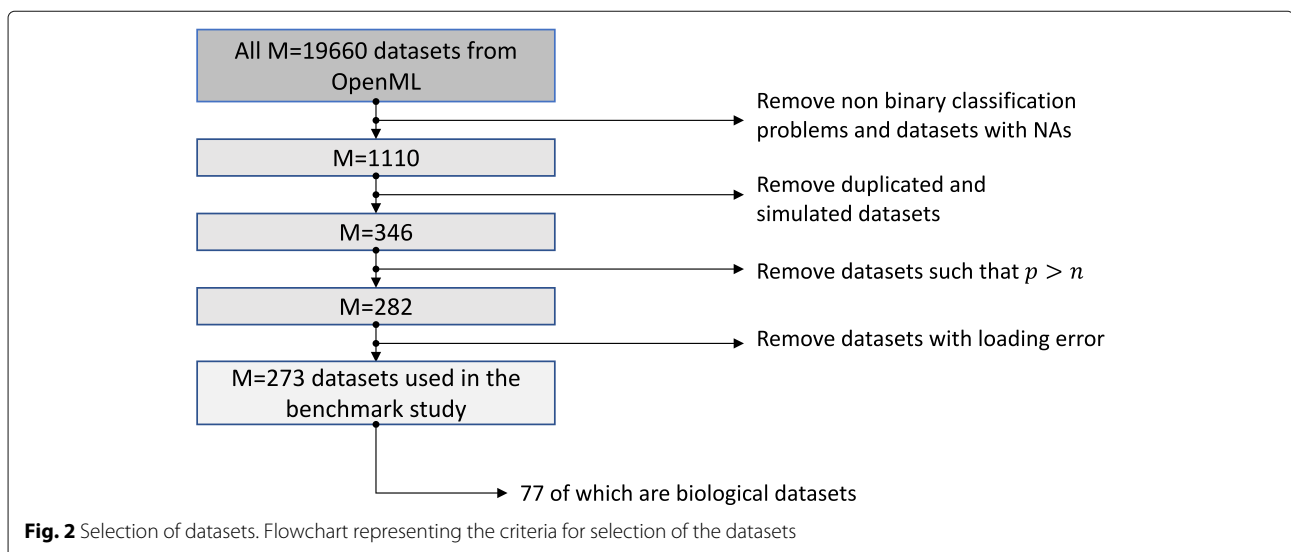 All M=19660 datasets from
OpenML
Remove non binary classification
problems and datasets with NAs
M=1110
Remove duplicated and
simulated datasets
M=346
Remove datasets such that p > n
M=282
Remove datasets with loading error
M=273 datasets used in the
benchmark study
77 of which are biological datasets
Fig. 2 Selection of datasets. Flowchart representing the criteria for selection of the datasets